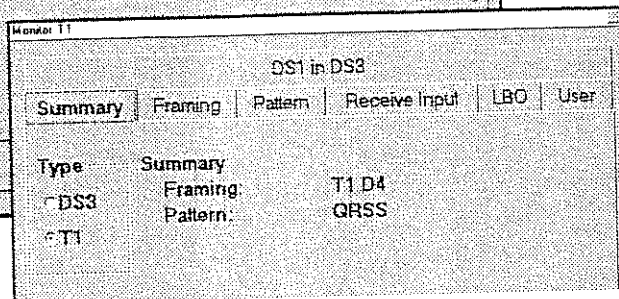 Monitor T1
DS1 in DS3
Summary Framing Pattern Receive Input LBO User
Type Summary
Framing: T1 D4
DS3
Pattern: QRSS
T1